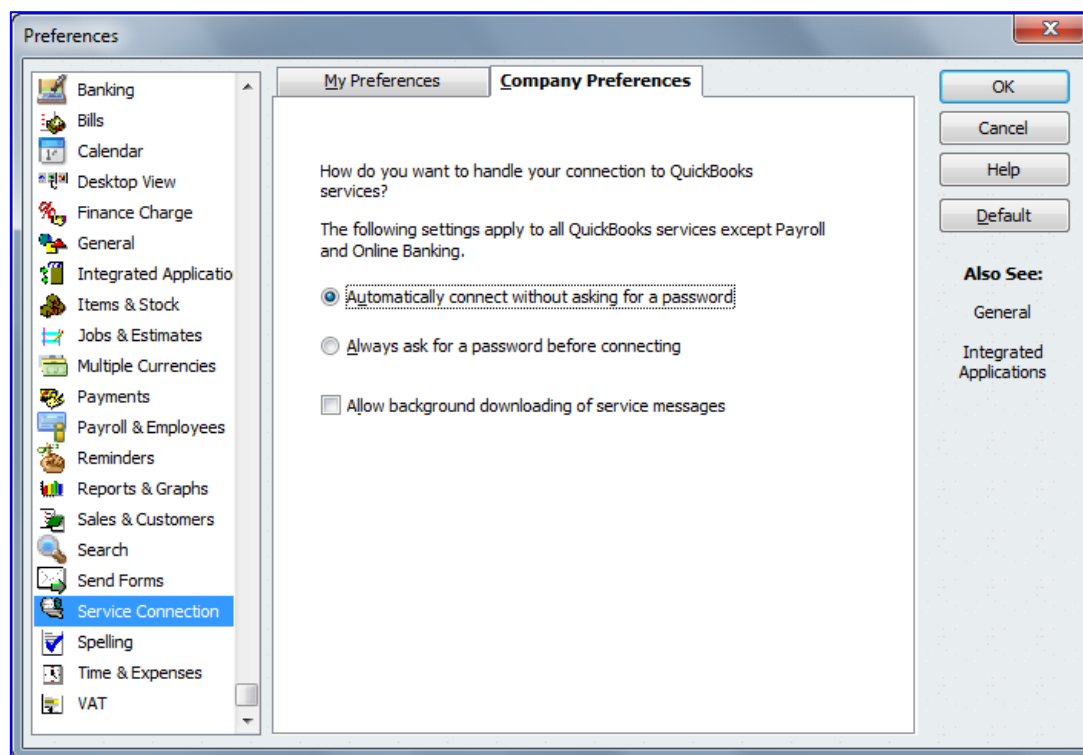 Preferences
Banking
Bills
Calendar
Desktop View
Finance Charge
General
Integrated Applicatio
Items & Stock
Jobs & Estimates
Multiple Currencies
Payments
Payroll & Employees
Reminders
Reports & Graphs
Sales & Customers
Search
Send Forms
Service Connection
Spelling
Time & Expenses
VAT
My Preferences
Company Preferences
How do you want to handle your connection to QuickBooks
services?
The following settings apply to all QuickBooks services except Payroll
and Online Banking.
Automatically connect without asking for a password
Always ask for a password before connecting
Allow background downloading of service messages
OK
Cancel
Help
Default
Also See:
General
Integrated
Applications